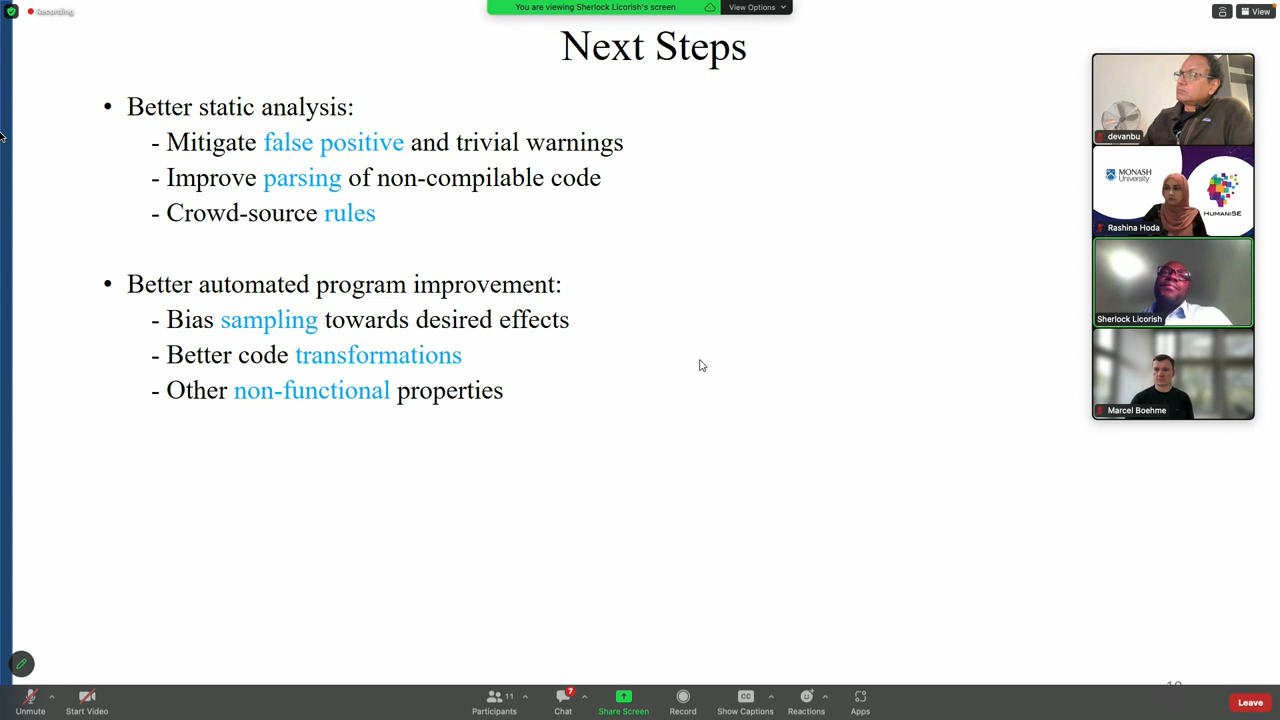 Recording
You are viewing Sherlock Licorish's screen
View Options
View
Next Steps
• Better static analysis:
- Mitigate false positive and trivial warnings
- Improve parsing of non-compilable code
- Crowd-source rules
• Better automated program improvement:
- Bias sampling towards desired effects
- Better code transformations
- Other non-functional properties
devanbu
MONASH
University
HUMANISE
Rashina Hoda
Sherlock Licorish
Marcel Boehme
Unmute
Start Video
11
Participants
7
Chat
Share Screen
Record
CC
Show Captions
Reactions
Apps
Leave